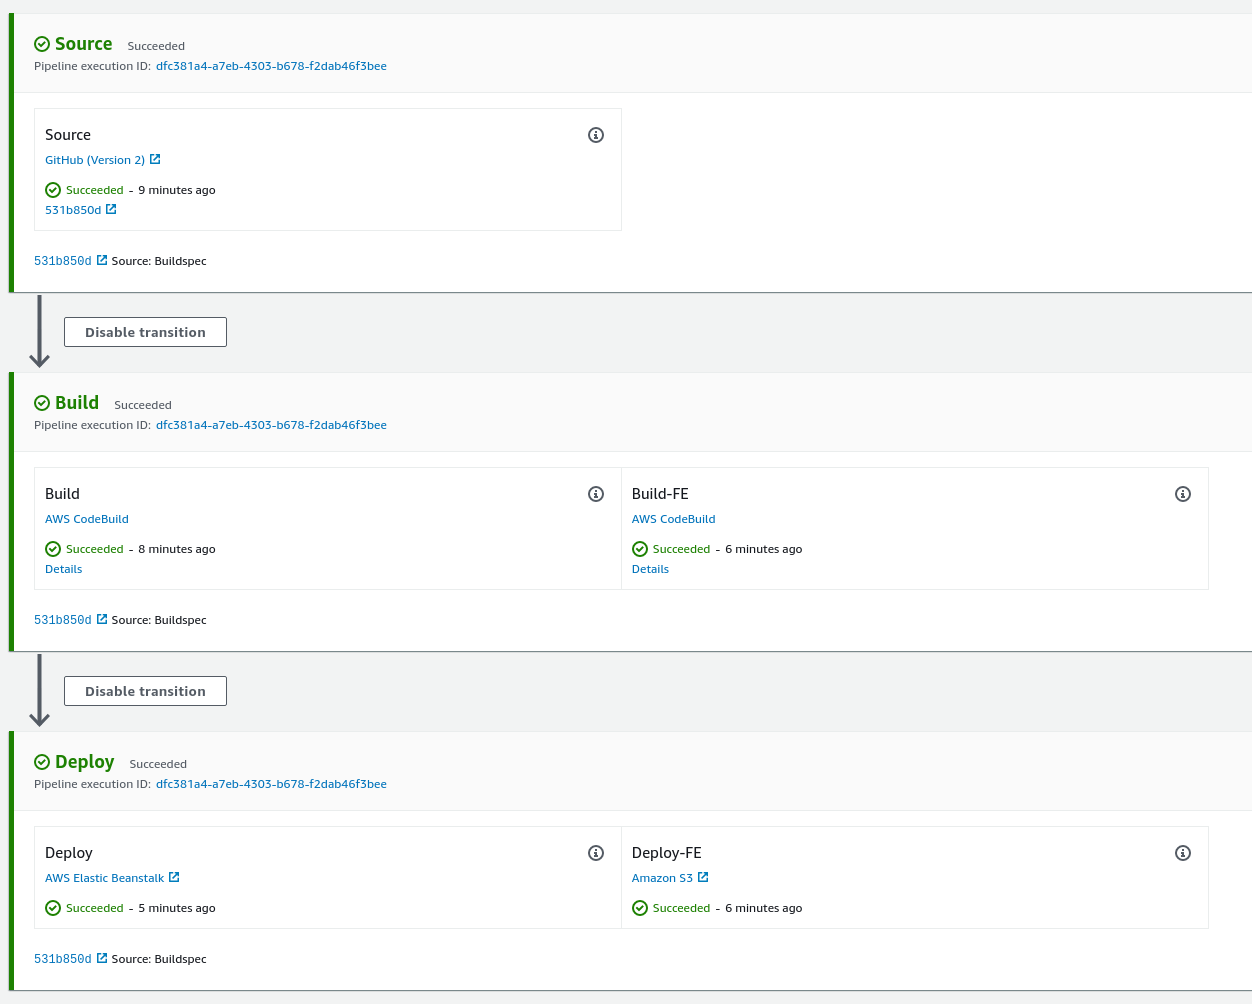 Source Succeeded
Pipeline execution ID: dfc381a4-a7eb-4303-b678-f2dab46f3bee
Source
GitHub (Version 2)
Succeeded - 9 minutes ago
531b850d
531b850d Source: Buildspec
Disable transition
Build Succeeded
Pipeline execution ID: dfc381a4-a7eb-4303-b678-f2dab46f3bee
Build
AWS CodeBuild
Succeeded - 8 minutes ago
Details
Build-FE
AWS CodeBuild
Succeeded - 6 minutes ago
Details
531b850d Source: Buildspec
Disable transition
Deploy Succeeded
Pipeline execution ID: dfc381a4-a7eb-4303-b678-f2dab46f3bee
Deploy
AWS Elastic Beanstalk
Succeeded - 5 minutes ago
Deploy-FE
Amazon S3
Succeeded - 6 minutes ago
531b850d Source: Buildspec